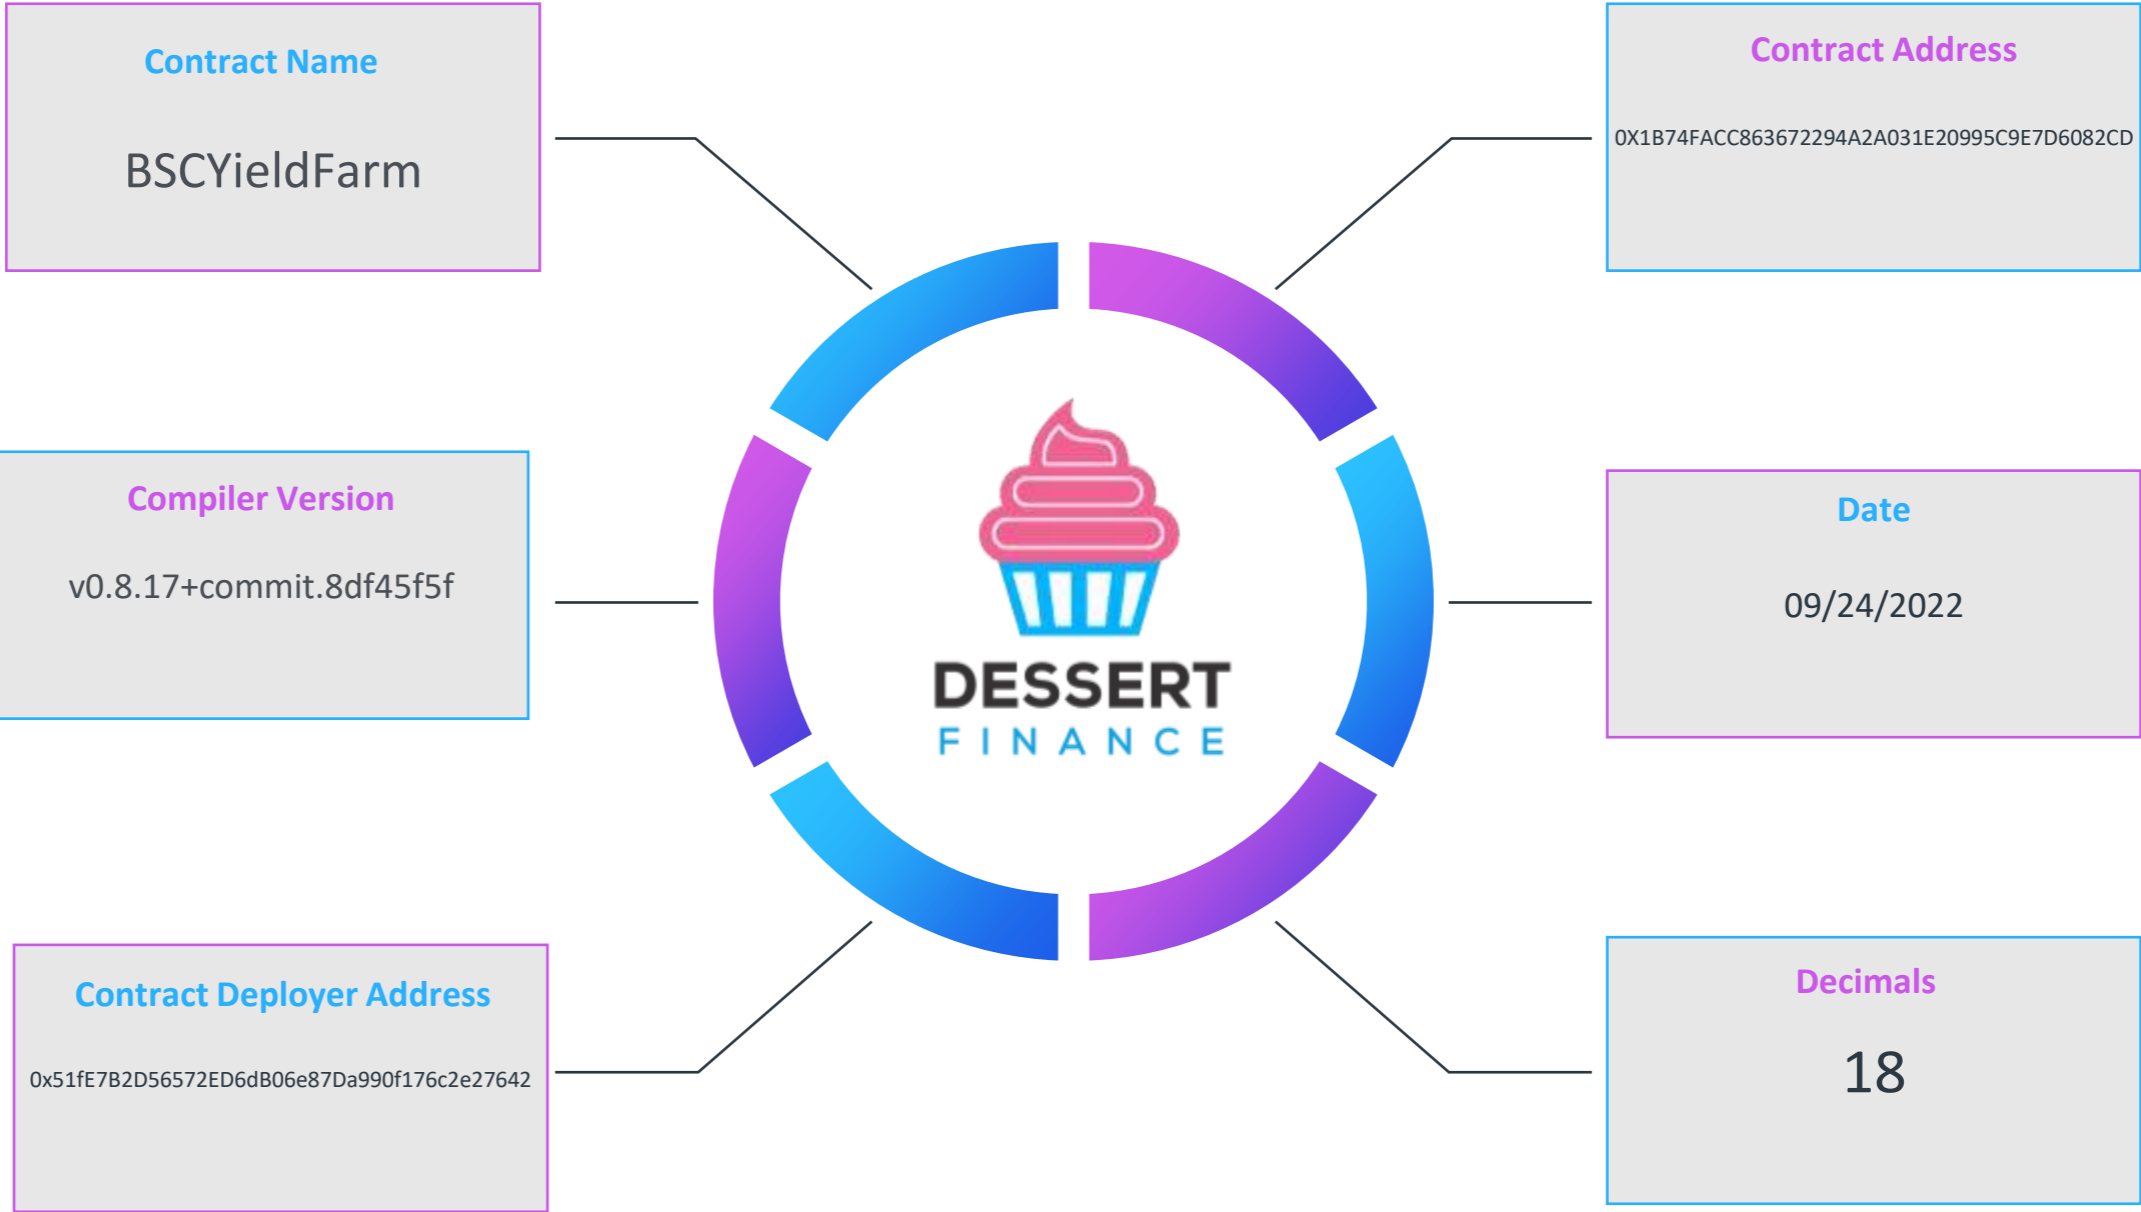 Contract Name
BSCYieldFarm
Contract Address
0X1B74FACC863672294A2A031E20995C9E7D6082CD
Compiler Version
v0.8.17+commit.8df45f5f
DESSERT
FINANCE
Date
09/24/2022
Contract Deployer Address
0x51fE7B2D56572ED6dB06e87Da990f176c2e27642
Decimals
18